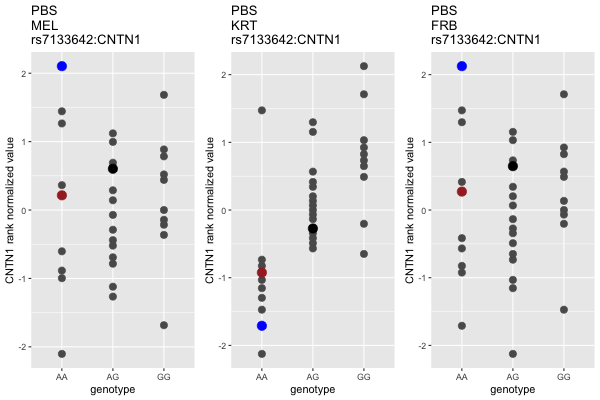 PBS
MEL
rs7133642:CNTN1
CNTN1 rank normalized value
2
1
0
-1
-2
AA AG GG
genotype
PBS
KRT
rs7133642:CNTN1
CNTN1 rank normalized value
2
1
0
-1
-2
AA AG GG
genotype
PBS
FRB
rs7133642:CNTN1
CNTN1 rank normalized value
2
1
0
-1
-2
AA AG GG
genotype